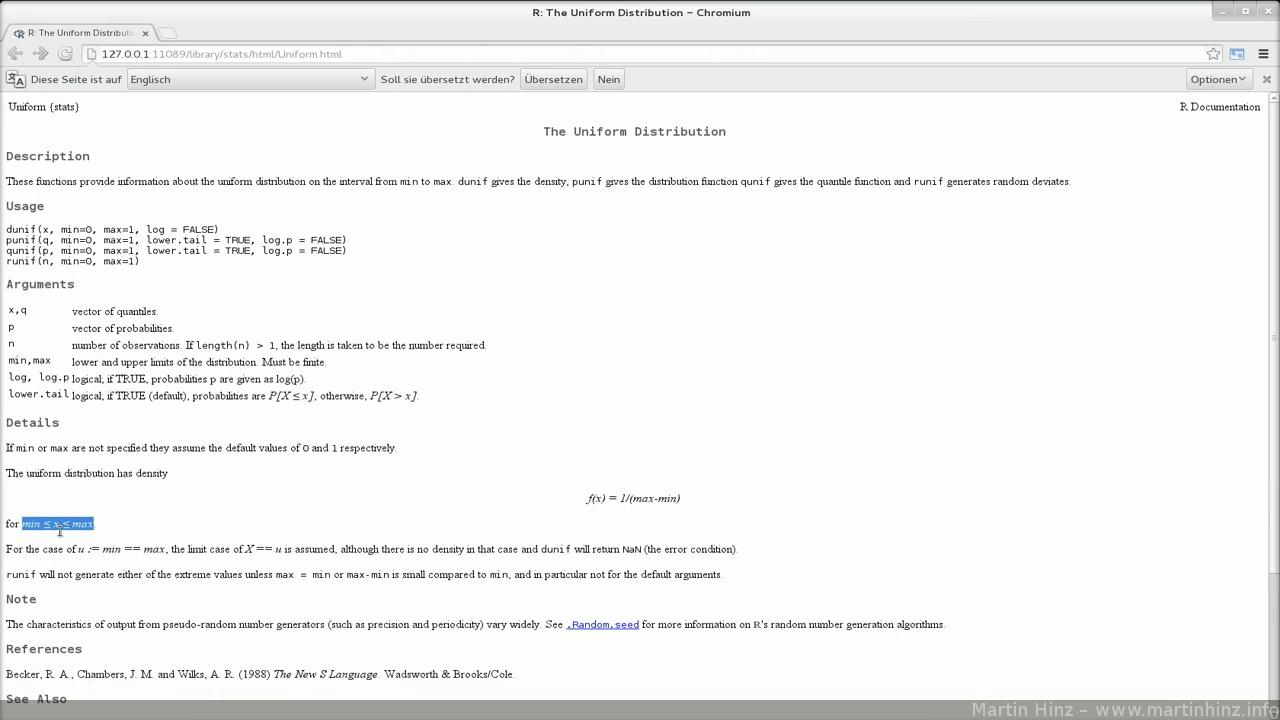 R: The Uniform Distribution - Chromium
R: The Uniform Distributi
127.0.0.1:11089/library/stats/html/Uniform.html
Diese Seite ist auf Englisch Soll sie übersetzt werden? Übersetzen Nein Optionen
Uniform {stats} R Documentation
The Uniform Distribution
Description
These functions provide information about the uniform distribution on the interval from min to max. dunif gives the density, punif gives the distribution function qunif gives the quantile function and runif generates random deviates.
Usage
dunif(x, min=0, max=1, log = FALSE)
punif(q, min=0, max=1, lower.tail = TRUE, log.p = FALSE)
qunif(p, min=0, max=1, lower.tail = TRUE, log.p = FALSE)
runif(n, min=0, max=1)
Arguments
x,q vector of quantiles.
p vector of probabilities.
n number of observations. If length(n) > 1, the length is taken to be the number required.
min,max lower and upper limits of the distribution. Must be finite.
log, log.p logical; if TRUE, probabilities p are given as log(p).
lower.tail logical; if TRUE (default), probabilities are P[X ≤ x], otherwise, P[X > x].
Details
If min or max are not specified they assume the default values of 0 and 1 respectively.
The uniform distribution has density
f(x) = 1/(max-min)
for min ≤ x ≤ max
For the case of u := min == max, the limit case of X == u is assumed, although there is no density in that case and dunif will return NaN (the error condition).
runif will not generate either of the extreme values unless max = min or max-min is small compared to min, and in particular not for the default arguments.
Note
The characteristics of output from pseudo-random number generators (such as precision and periodicity) vary widely. See .Random.seed for more information on R's random number generation algorithms.
References
Becker, R. A., Chambers, J. M. and Wilks, A. R. (1988) The New S Language. Wadsworth & Brooks/Cole.
See Also
Martin Hinz - www.martinhinz.info